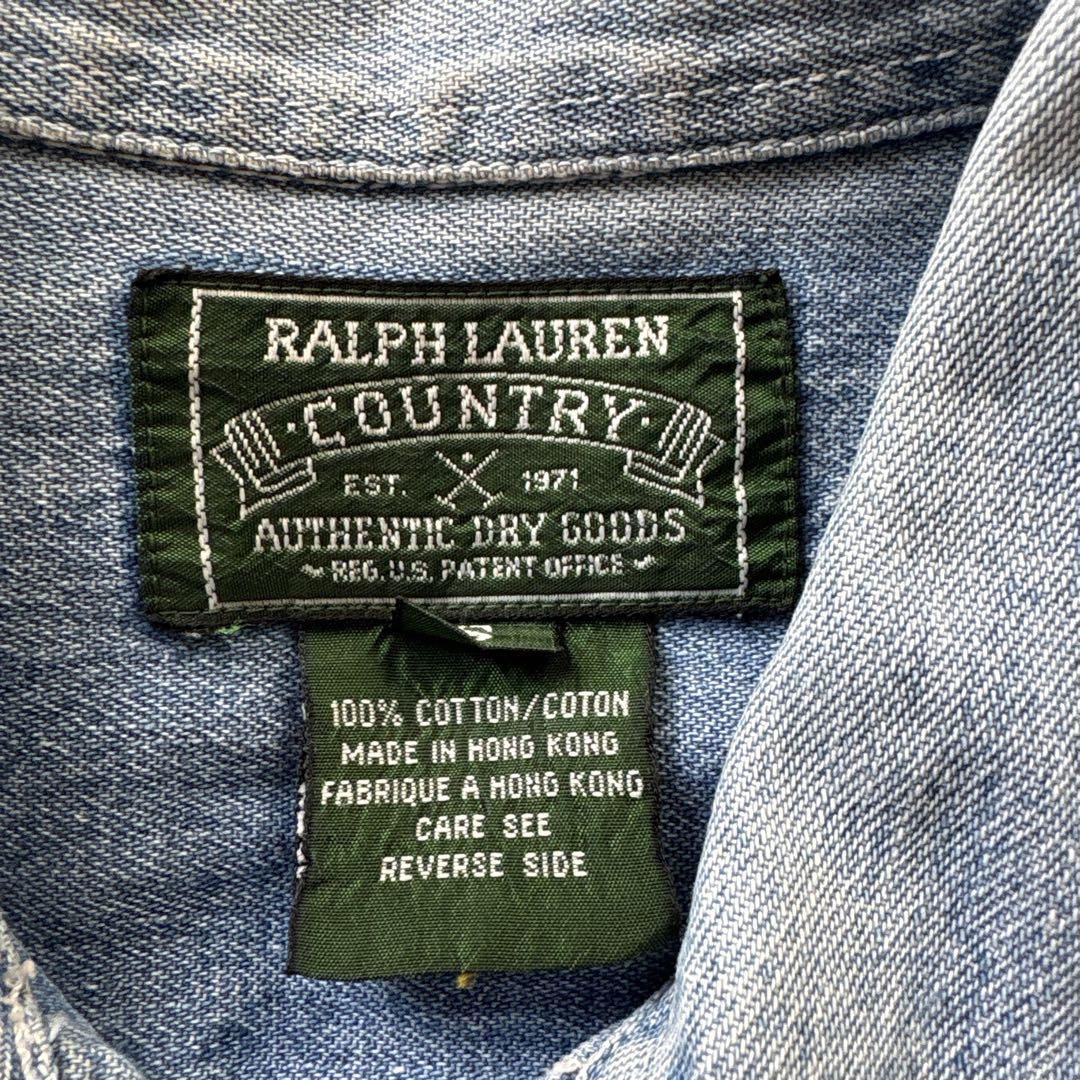 RALPH LAUREN
·COUNTRY·
EST. 1971
AUTHENTIC DRY GOODS
REG. U.S. PATENT OFFICE
S
100% COTTON/COTON
MADE IN HONG KONG
FABRIQUE A HONG KONG
CARE SEE
REVERSE SIDE